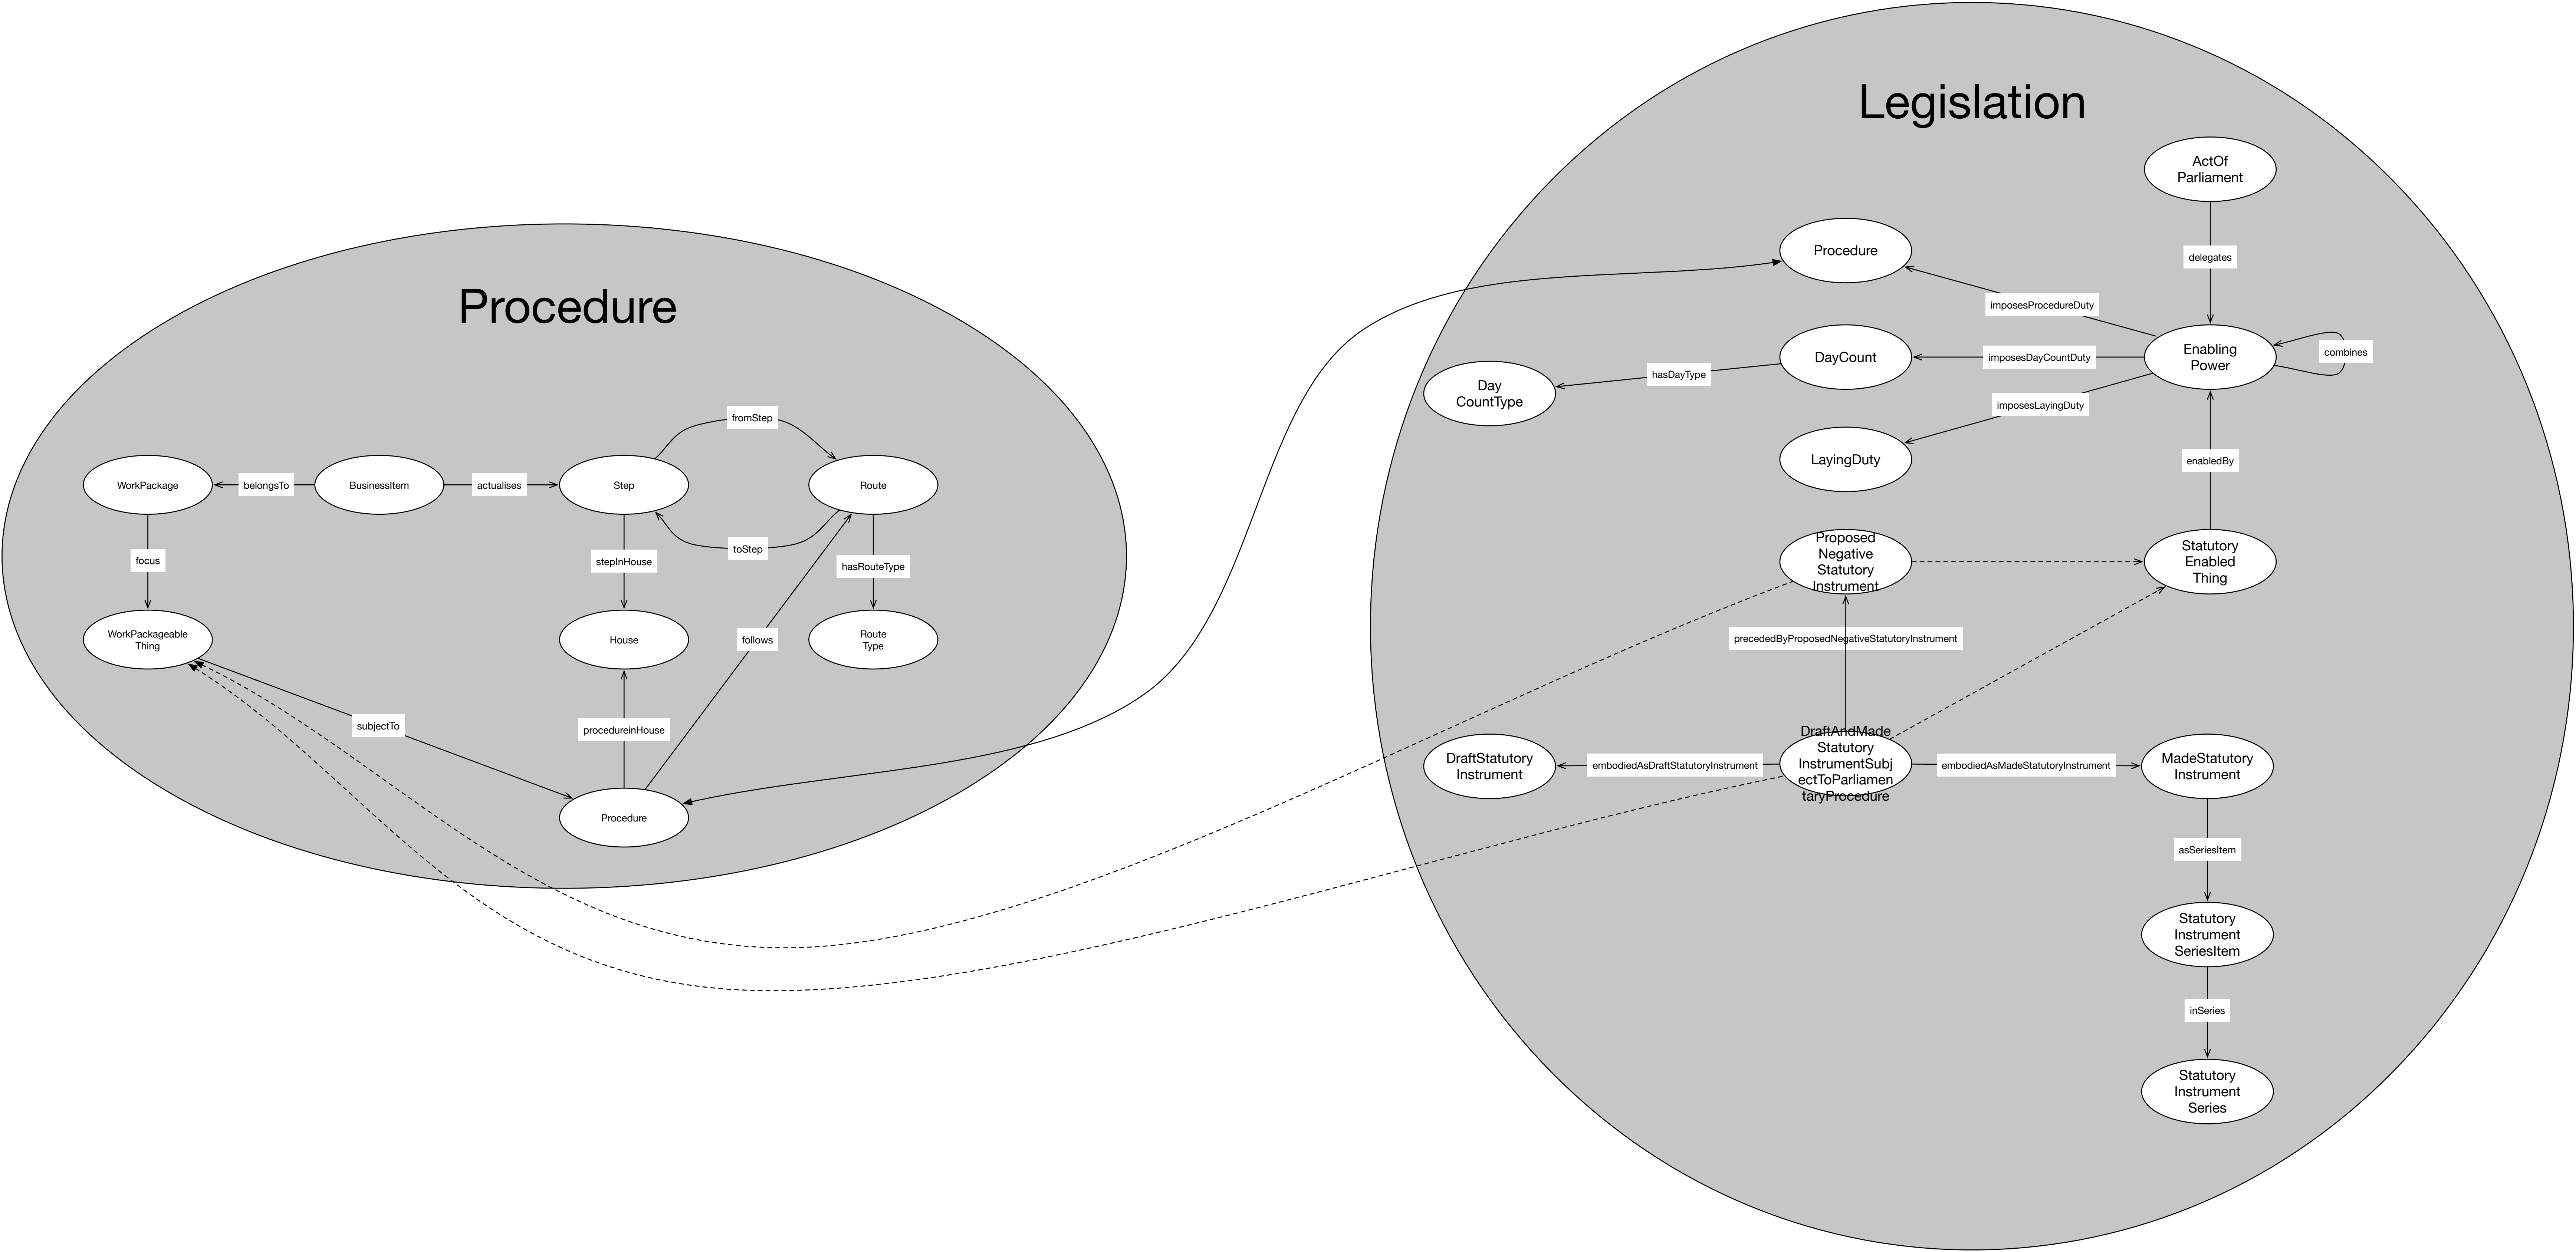 Legislation
ActOf
Parliament
Procedure
delegates
Procedure
imposesProcedureDuty
DayCount
imposesDayCountDuty
Enabling
Power
combines
hasDayType
Day
CountType
imposesLayingDuty
fromStep
LayingDuty
enabledBy
WorkPackage
belongsTo
BusinessItem
actualises
Step
Route
toStep
focus
stepInHouse
hasRouteType
Proposed
Negative
Statutory
Instrument
Statutory
Enabled
Thing
WorkPackageable
Thing
House
follows
Route
Type
precededByProposedNegativeStatutoryInstrument
subjectTo
procedureinHouse
DraftStatutory
Instrument
embodiedAsDraftStatutoryInstrument
DraftAndMade
Statutory
InstrumentSubj
ectToParliamen
taryProcedure
embodiedAsMadeStatutoryInstrument
MadeStatutory
Instrument
Procedure
asSeriesItem
Statutory
Instrument
SeriesItem
inSeries
Statutory
Instrument
Series